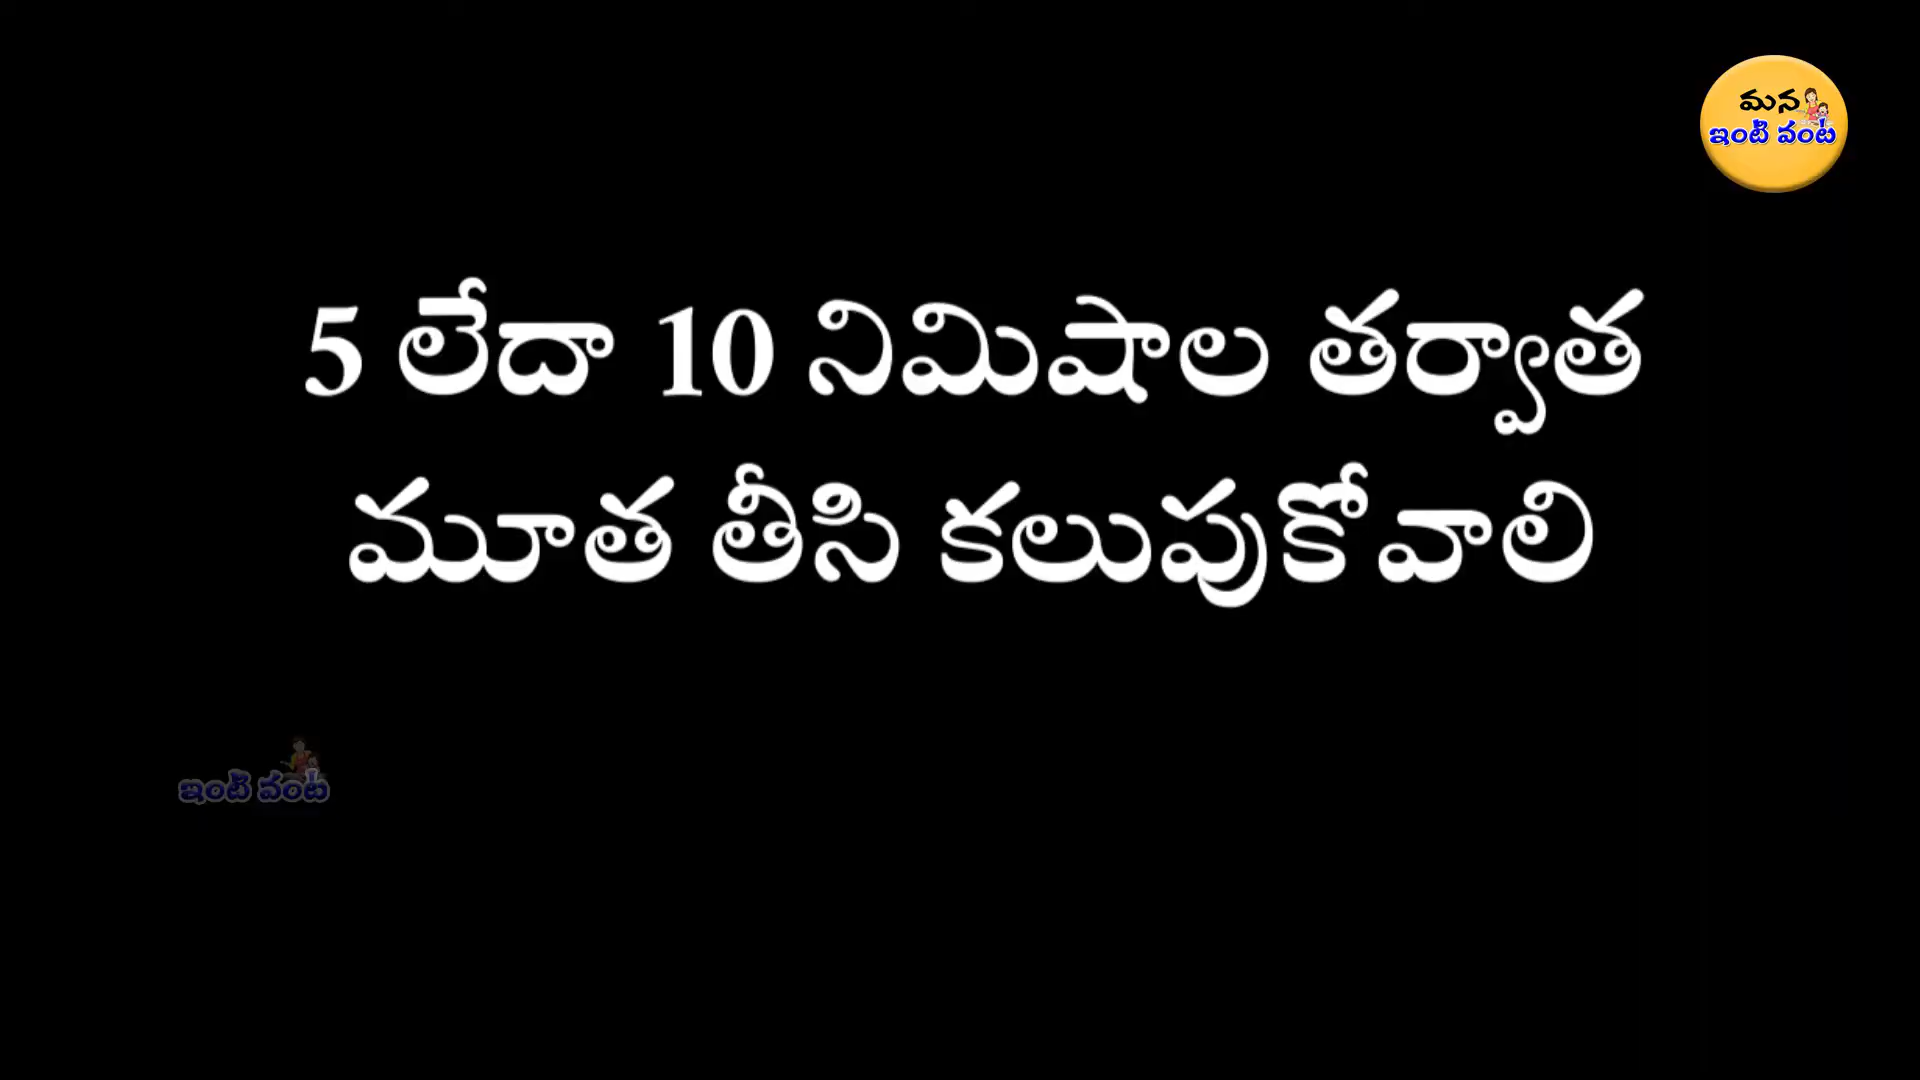 మన
ఇంటి వంట
5 లేదా 10 నిమిషాల తర్వాత
మూత తీసి కలుపుకోవాలి
ఇంటి వంట